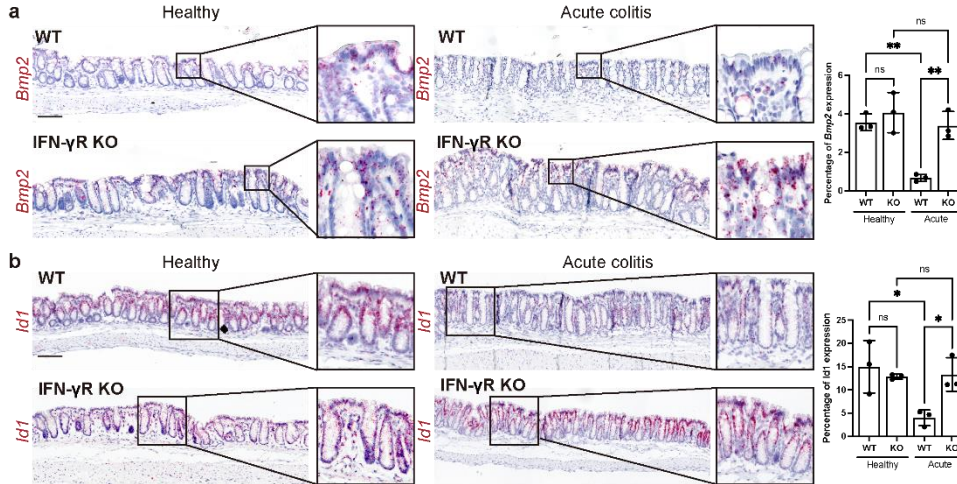 a
Healthy
Acute colitis
WT
WT
Bmp2
Bmp2
IFN-γR KO
IFN-γR KO
Bmp2
Bmp2
ns
**
ns
**
Percentage of Bmp2 expression
6
4
2
0
WT KO WT KO
Healthy Acute
b
Healthy
Acute colitis
WT
WT
Id1
Id1
IFN-γR KO
IFN-γR KO
Id1
Id1
ns
*
ns
*
Percentage of Id1 expression
25
20
15
10
5
0
WT KO WT KO
Healthy Acute